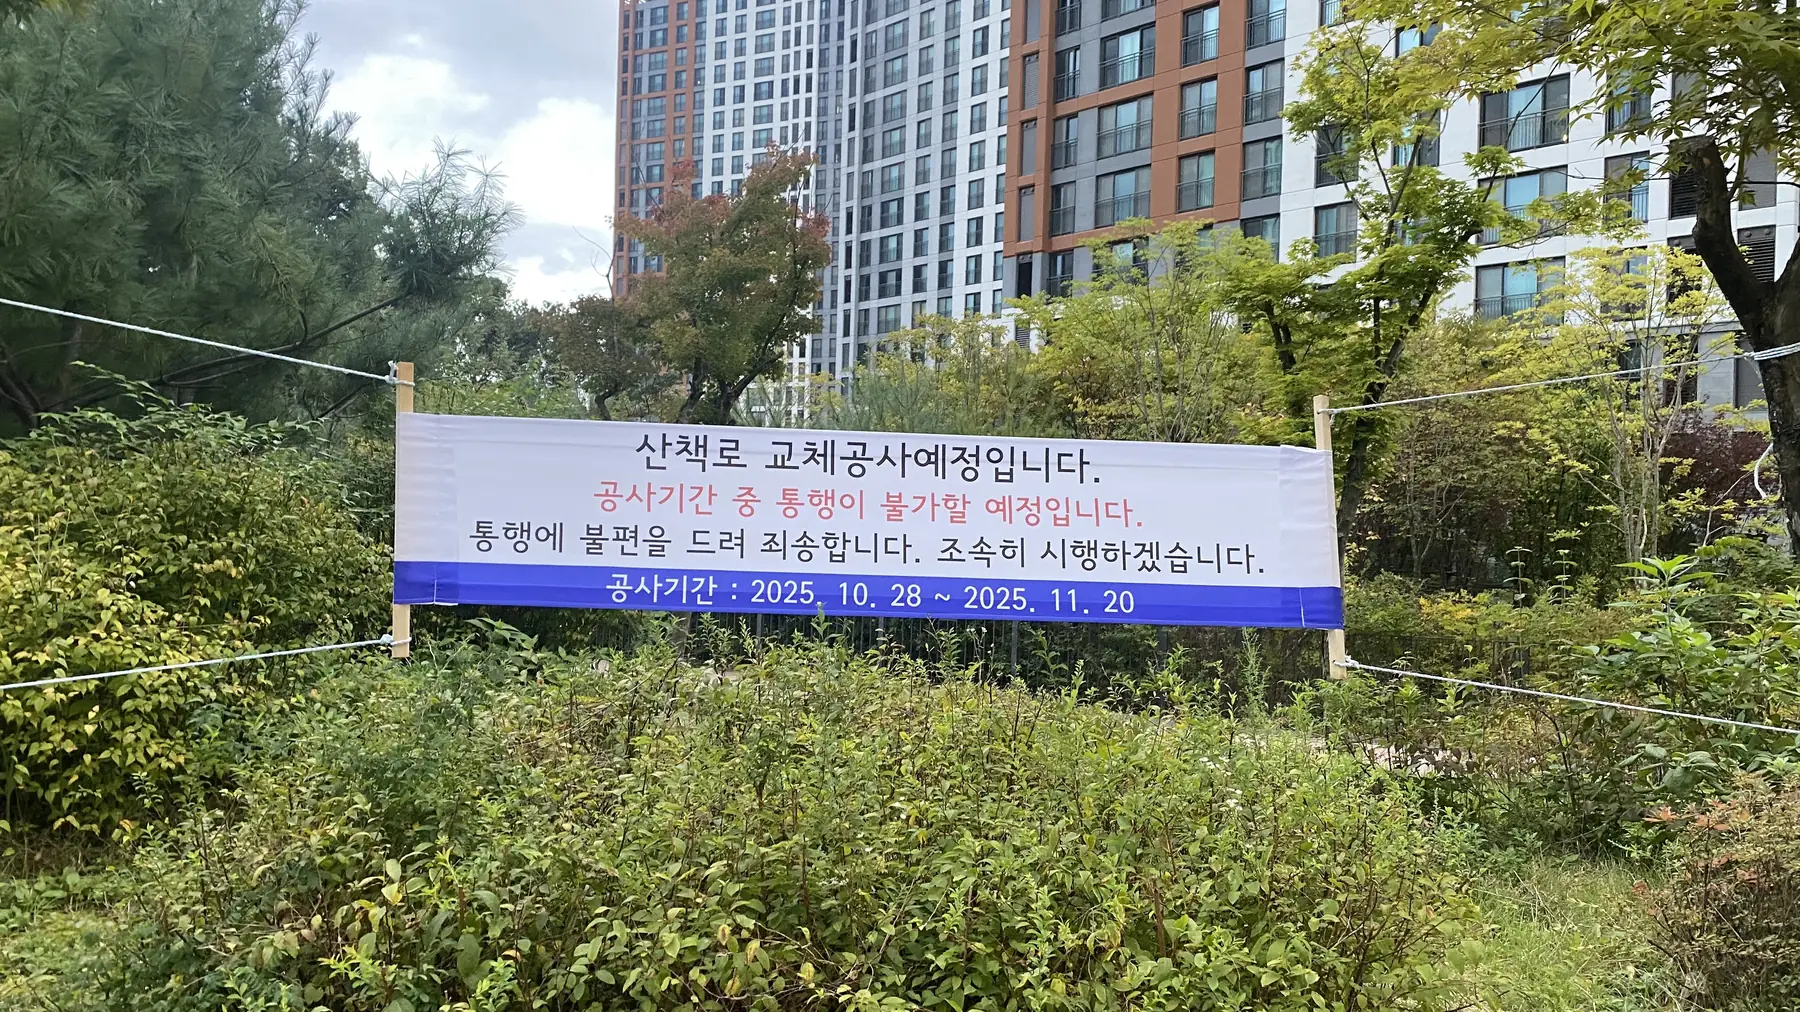 산책로 교체공사예정입니다.
공사기간 중 통행이 불가할 예정입니다.
통행에 불편을 드려 죄송합니다. 조속히 시행하겠습니다.
공사기간 : 2025. 10. 28 ~ 2025. 11. 20